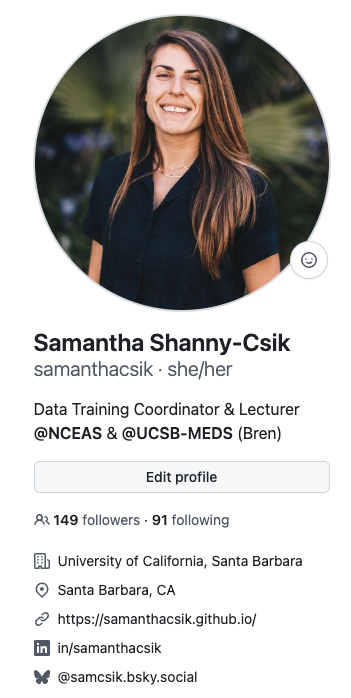 Samantha Shanny-Csik
samanthacsik · she/her
Data Training Coordinator & Lecturer
@NCEAS & @UCSB-MEDS (Bren)
Edit profile
149 followers · 91 following
University of California, Santa Barbara
Santa Barbara, CA
https://samanthacsik.github.io/
in/samanthacsik
@samcsik.bsky.social